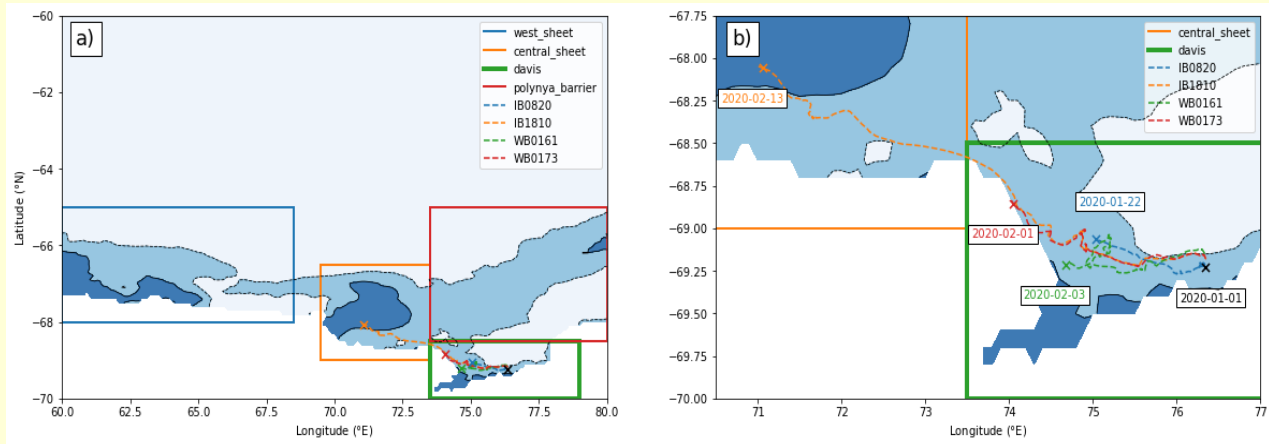 a)
west_sheet
central_sheet
davis
polynya_barrier
IB0820
IB1810
WB0161
WB0173
−60
−62
−64
−66
−68
−70
Latitude (°N)
60.0 62.5 65.0 67.5 70.0 72.5 75.0 77.5 80.0
Longitude (°E)
b)
central_sheet
davis
IB0820
IB1810
WB0161
WB0173
−67.75
−68.00
−68.25
−68.50
−68.75
−69.00
−69.25
−69.50
−69.75
−70.00
2020-02-13
2020-01-22
2020-02-01
2020-02-03
2020-01-01
71 72 73 74 75 76 77
Longitude (°E)